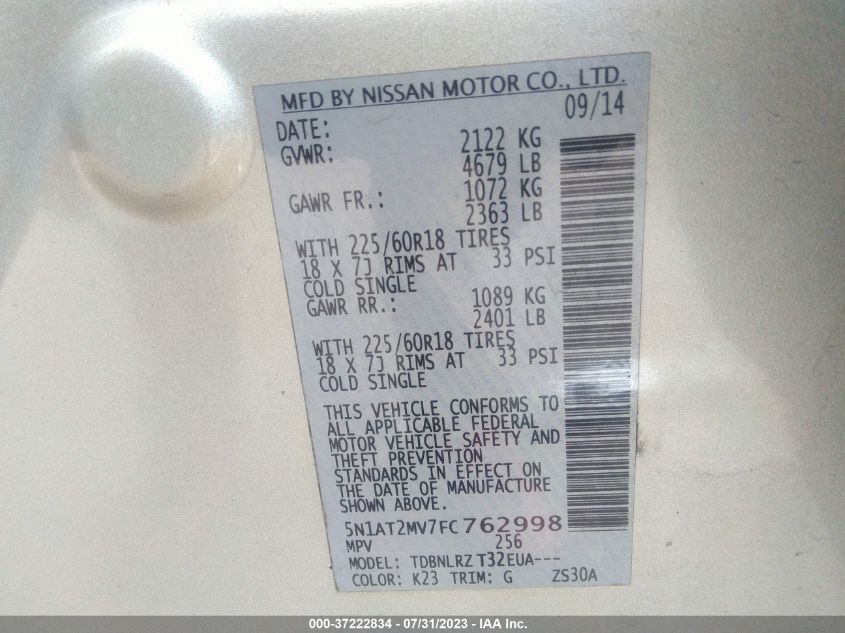 MFD BY NISSAN MOTOR CO., LTD.
DATE: 09/14
GVWR: 2122 KG
4679 LB
GAWR FR.: 1072 KG
2363 LB
WITH 225/60R18 TIRES
18 X 7J RIMS AT 33 PSI
COLD SINGLE
GAWR RR.: 1089 KG
2401 LB
WITH 225/60R18 TIRES
18 X 7J RIMS AT 33 PSI
COLD SINGLE
THIS VEHICLE CONFORMS TO
ALL APPLICABLE FEDERAL
MOTOR VEHICLE SAFETY AND
THEFT PREVENTION
STANDARDS IN EFFECT ON
THE DATE OF MANUFACTURE
SHOWN ABOVE.
5N1AT2MV7FC762998
MPV 256
MODEL: TDBNLRZ T32EUA---
COLOR: K23 TRIM: G ZS30A
000-37222834 - 07/31/2023 - IAA Inc.